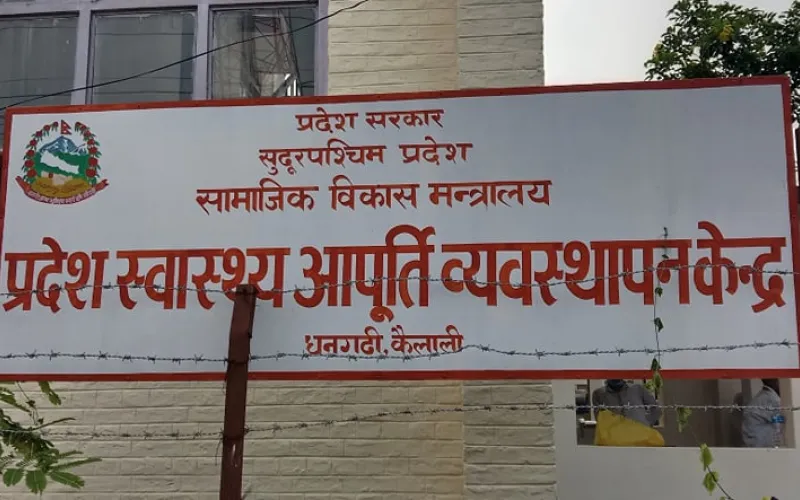 प्रदेश सरकार
सुदूरपश्चिम प्रदेश
सामाजिक विकास मन्त्रालय
प्रदेश स्वास्थ्य आपूर्ति व्यवस्थापन केन्द्र
धनगढी, कैलाली